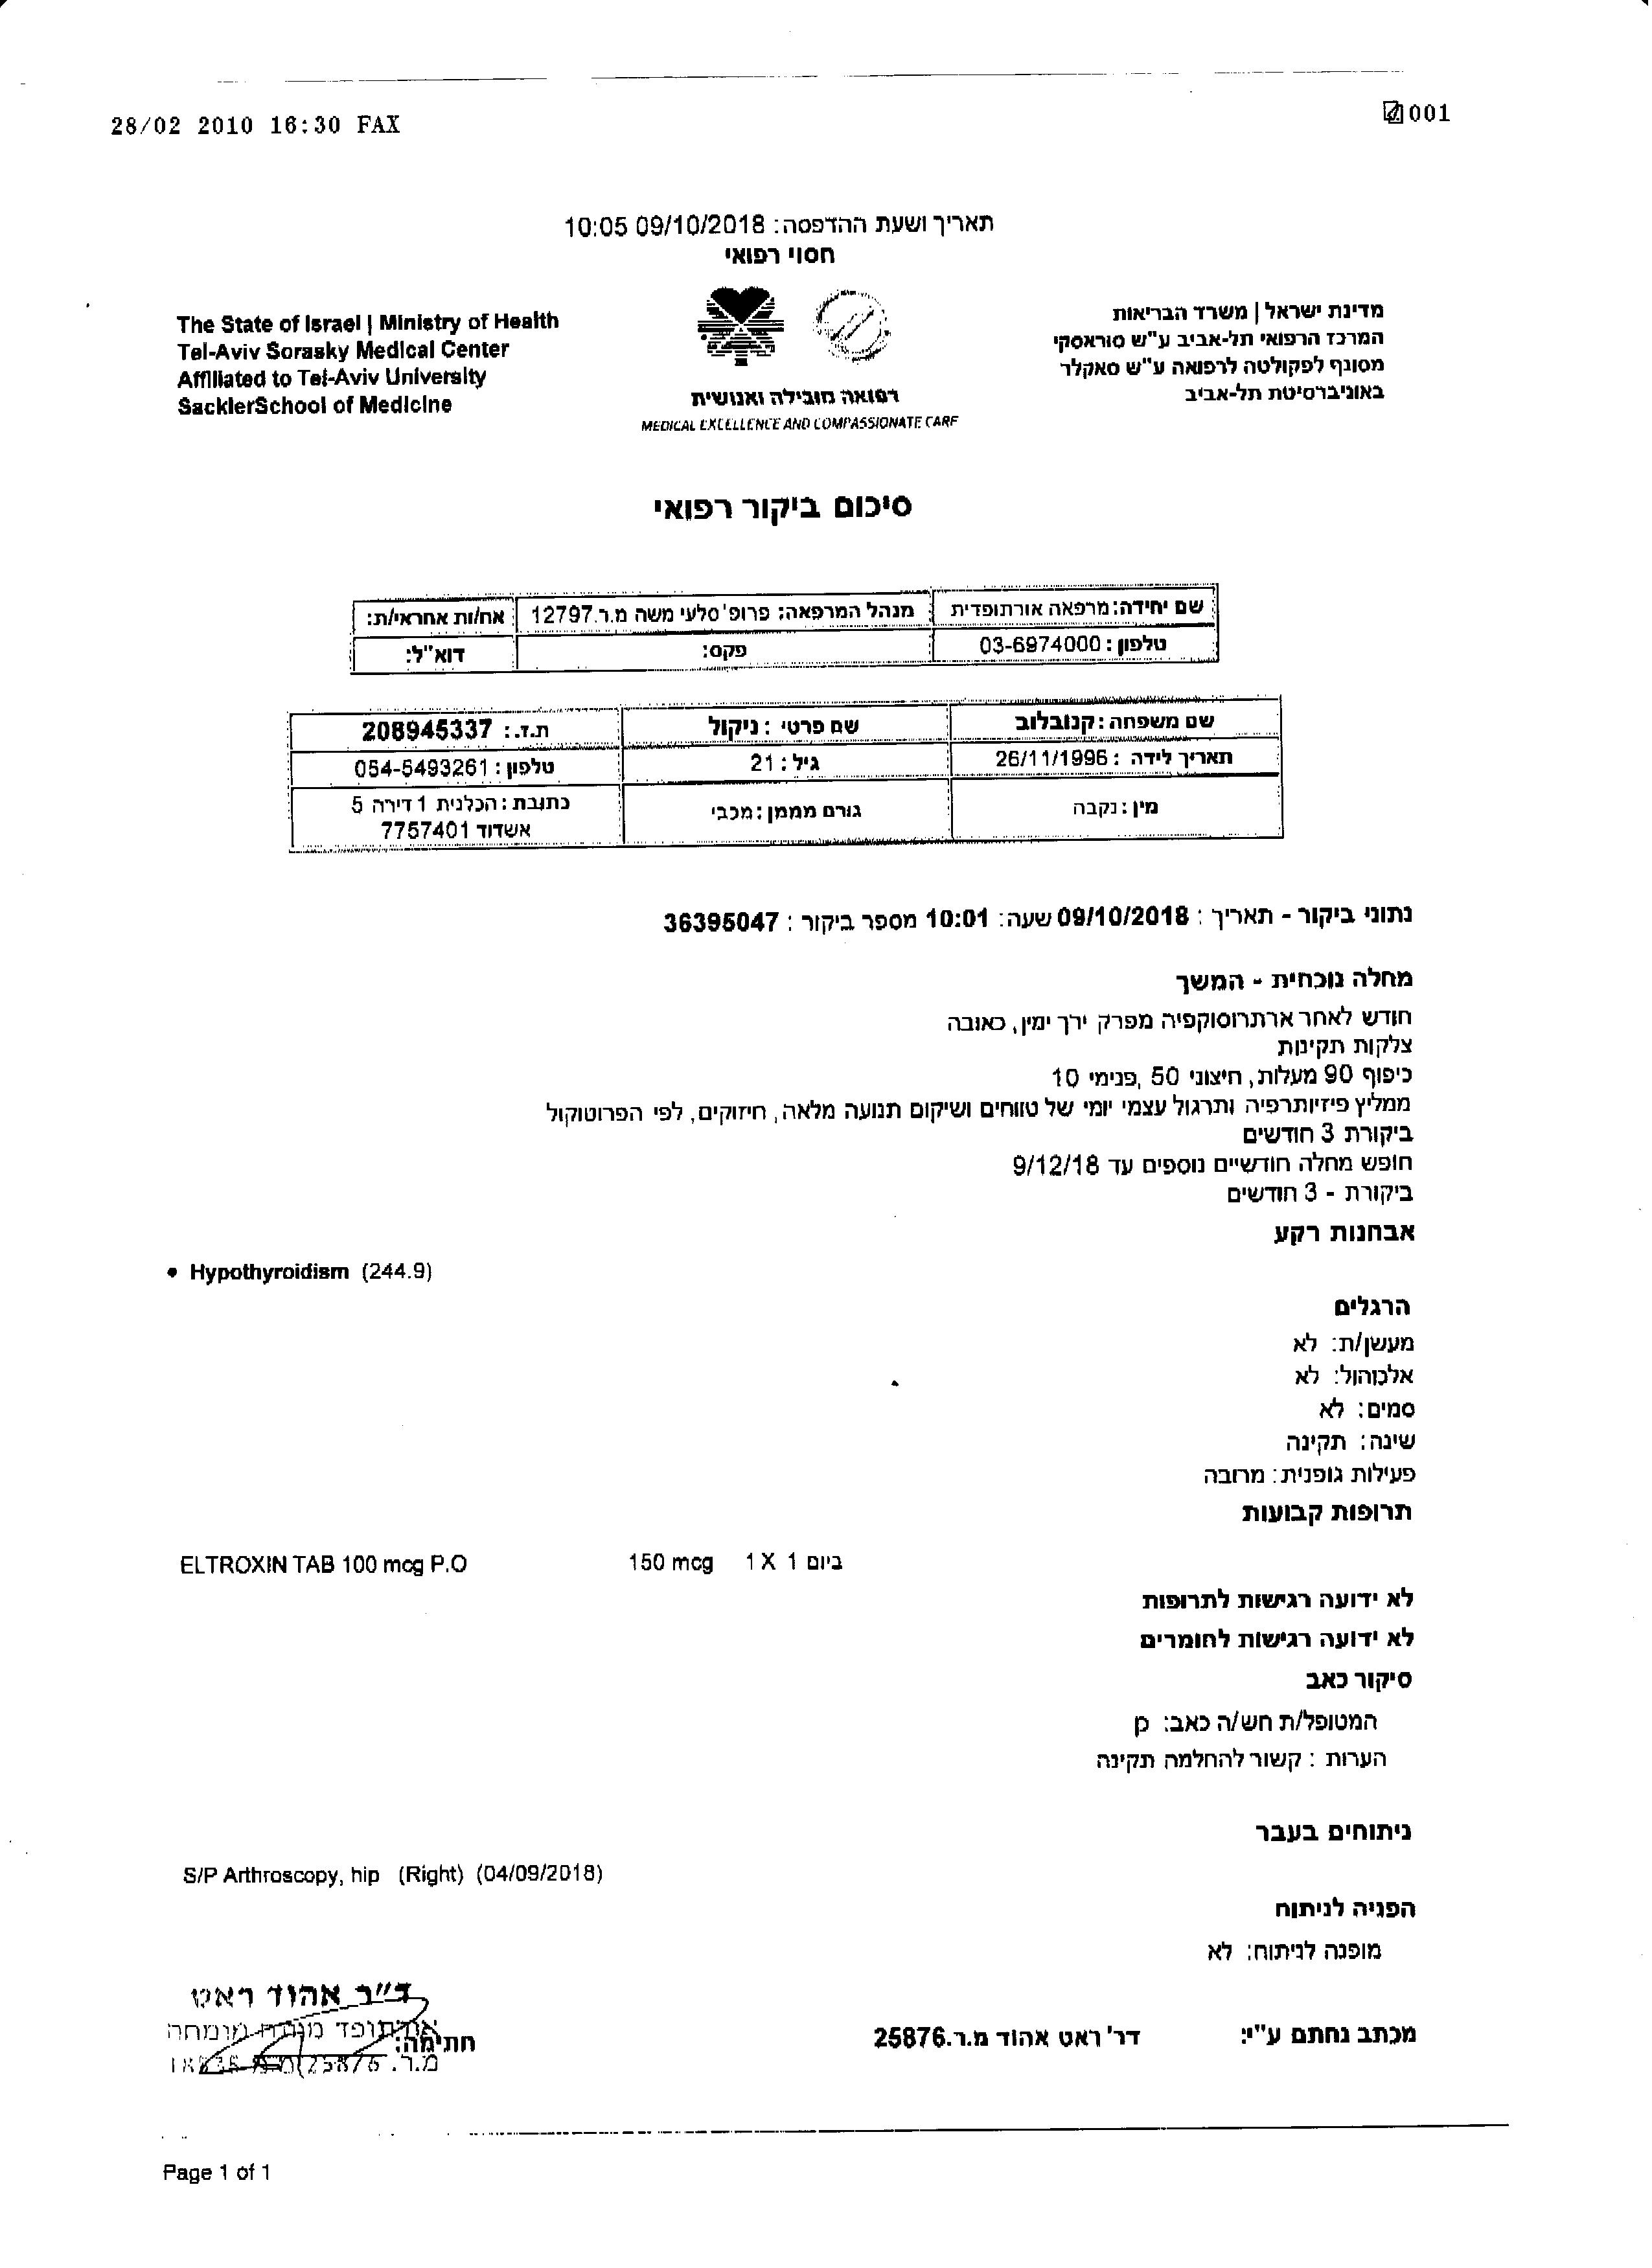 28/02 2010 16:30 FAX
001
תאריך ושעת ההדפסה: 09/10/2018 10:05
חסוי רפואי
The State of Israel | Ministry of Health
Tel-Aviv Sorasky Medical Center
Affiliated to Tel-Aviv University
SacklerSchool of Medicine
רפואה מובילה ואנושית
MEDICAL EXCELLENCE AND COMPASSIONATE CARE
מדינת ישראל | משרד הבריאות
המרכז הרפואי תל-אביב ע"ש סוראסקי
מסונף לפקולטה לרפואה ע"ש סאקלר
באוניברסיטת תל-אביב
סיכום ביקור רפואי
שם יחידה: מרפאה אורתופדית מנהל המרפאה: פרופ' סלעי משה מ.ר.12797 אח/ות אחראי/ת:
טלפון: 03-6974000 פקס: דוא"ל:
שם משפחה: קנובלוב שם פרטי : ניקול ת.ז.: 208945337
תאריך לידה : 26/11/1996 גיל: 21 טלפון: 054-5493261
מין : נקבה גורם מממן: מכבי כתובת: הכלנית 1 דירה 5
אשדוד 7757401
נתוני ביקור - תאריך : 09/10/2018 שעה: 10:01 מספר ביקור : 36395047
מחלה נוכחית - המשך
חודש לאחר ארתרוסוקפיה מפרק ירך ימין, כאובה
צלקות תקינות
כיפוף 90 מעלות, חיצוני 50, פנימי 10
ממליץ פיזיותרפיה ותרגול עצמי יומי של טווחים ושיקום תנועה מלאה, חיזוקים, לפי הפרוטוקול
ביקורת 3 חודשים
חופש מחלה חודשיים נוספים עד 9/12/18
ביקורת - 3 חודשים
אבחנות רקע
• Hypothyroidism (244.9)
הרגלים
מעשן/ת: לא
אלכוהול: לא
סמים: לא
שינה: תקינה
פעילות גופנית: מרובה
תרופות קבועות
ELTROXIN TAB 100 mcg P.O 150 mcg 1 X 1 ביום
לא ידועה רגישות לתרופות
לא ידועה רגישות לחומרים
סיקור כאב
המטופל/ת חש/ה כאב: כן
הערות : קשור להחלמה תקינה
ניתוחים בעבר
S/P Arthroscopy, hip (Right) (04/09/2018)
הפניה לניתוח
מופנה לניתוח: לא
מכתב נחתם ע"י: דר' ראט אהוד מ.ר.25876 חתימה:
ד"ר אהוד ראט
מומחה
מ.ר. 25876
Page 1 of 1